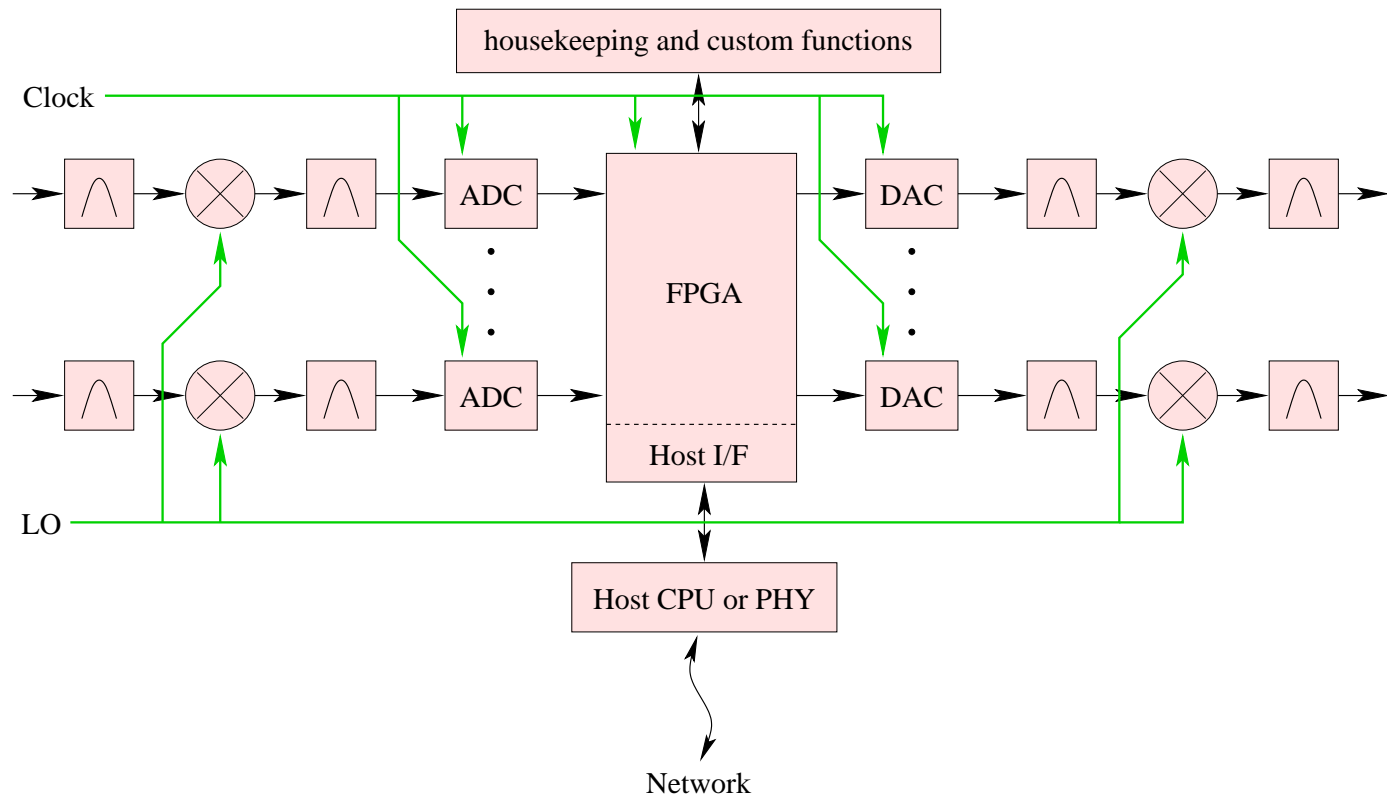 housekeeping and custom functions
Clock
ADC
DAC
FPGA
ADC
DAC
Host I/F
LO
Host CPU or PHY
Network